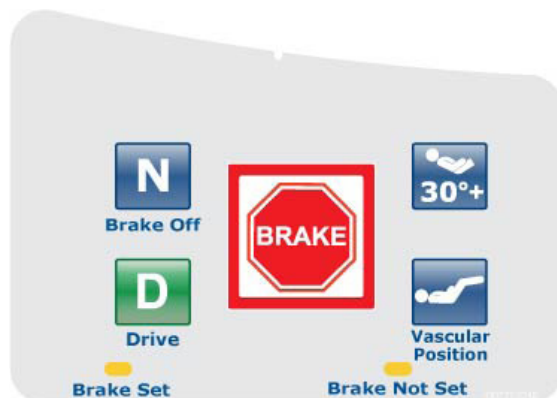 N
Brake Off
BRAKE
30°+
D
Drive
Vascular
Position
Brake Set
Brake Not Set